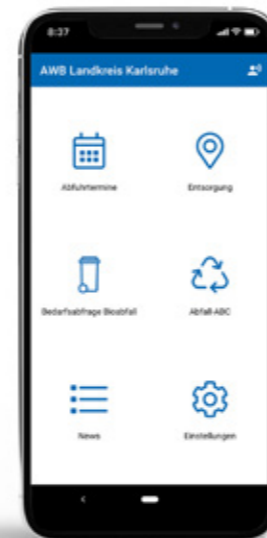 8:37
AWB Landkreis Karlsruhe
Abfuhrtermine
Entsorgung
Bedarfsabfrage Bioabfall
Abfall-ABC
News
Einstellungen